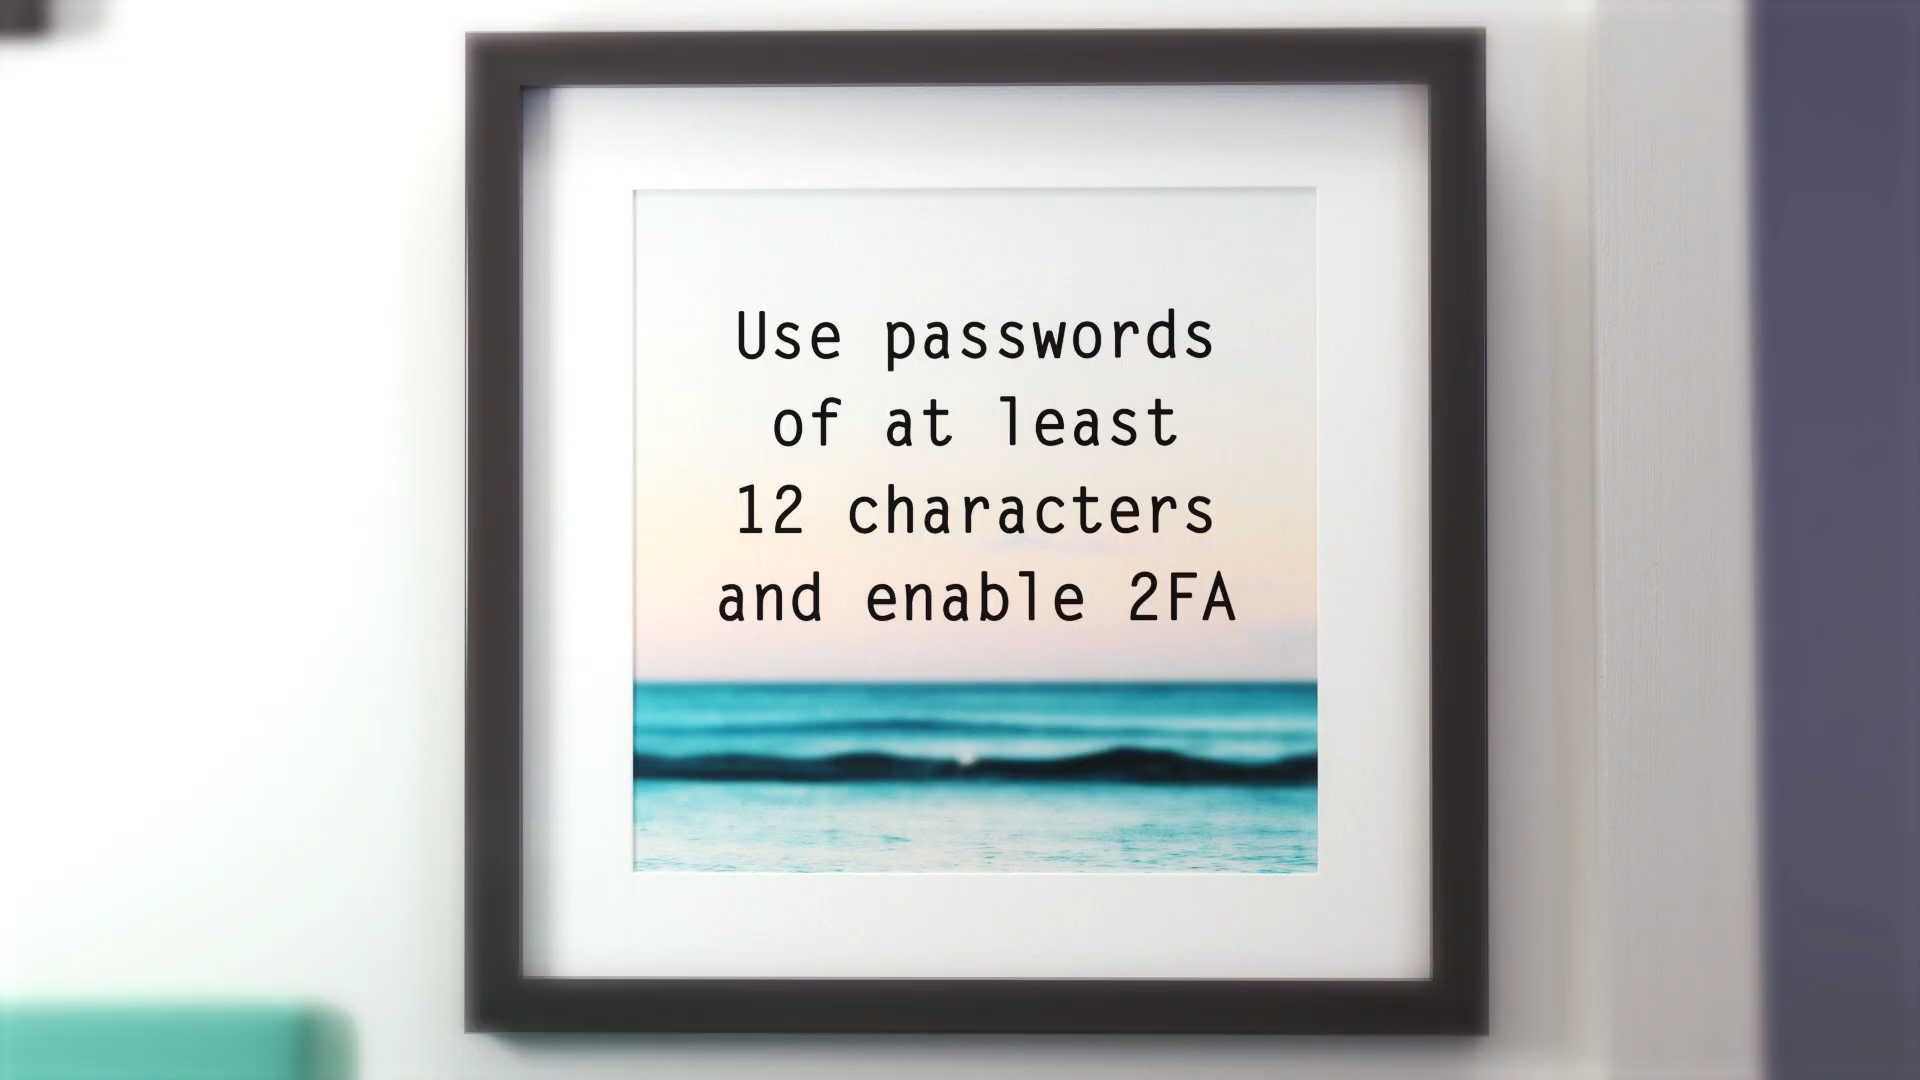 Use passwords
of at least
12 characters
and enable 2FA